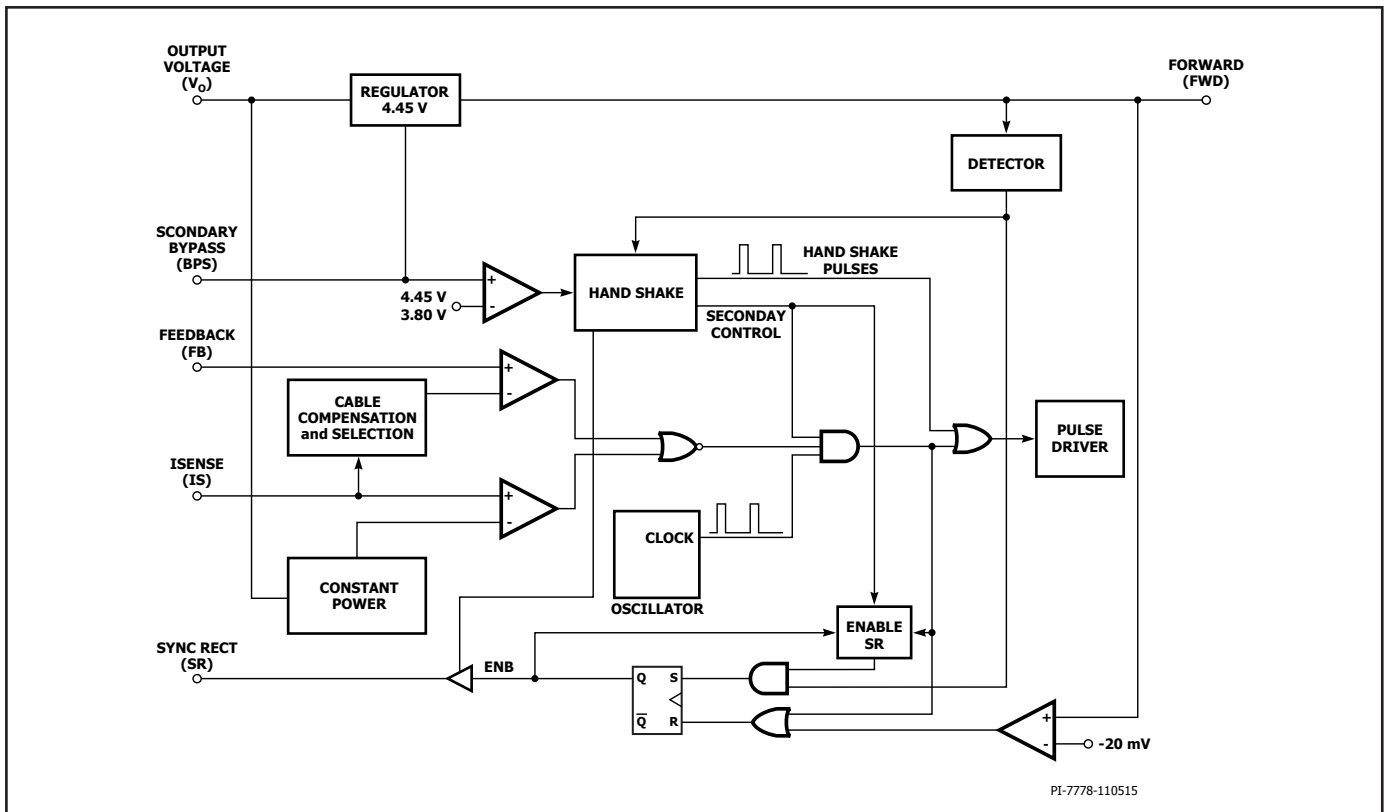 OUTPUT
VOLTAGE
(VO)
REGULATOR
4.45 V
FORWARD
(FWD)
DETECTOR
SCONDARY
BYPASS
(BPS)
4.45 V
3.80 V
+
-
HAND SHAKE
HAND SHAKE
PULSES
SECONDAY
CONTROL
FEEDBACK
(FB)
+
-
CABLE
COMPENSATION
and SELECTION
PULSE
DRIVER
ISENSE
(IS)
+
-
CLOCK
OSCILLATOR
CONSTANT
POWER
ENABLE
SR
SYNC RECT
(SR)
ENB
Q S
Q R
+
-
-20 mV
PI-7778-110515